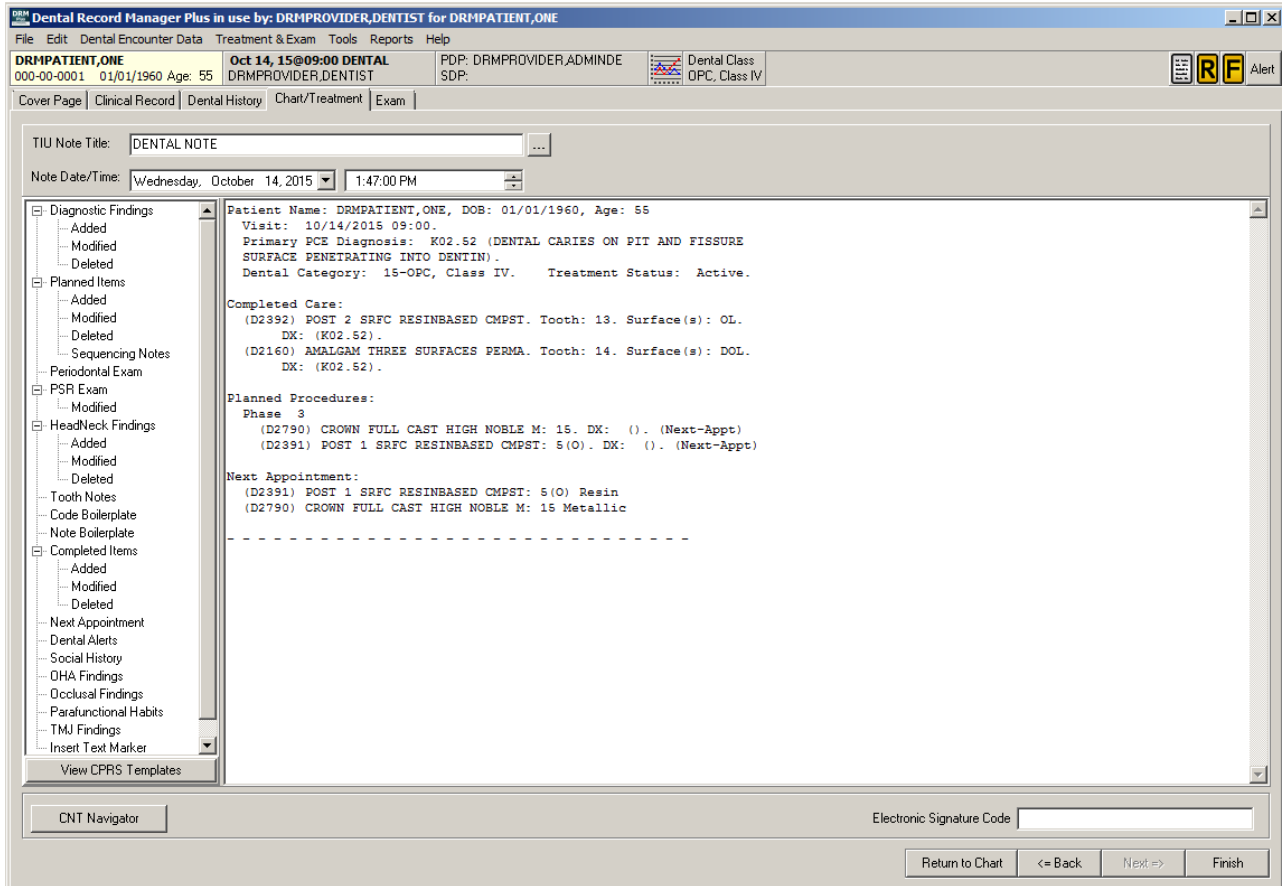 DRM Plus Dental Record Manager Plus in use by: DRMPROVIDER,DENTIST for DRMPATIENT,ONE
File Edit Dental Encounter Data Treatment & Exam Tools Reports Help
DRMPATIENT,ONE Oct 14, 15@09:00 DENTAL PDP: DRMPROVIDER,ADMINDE Dental Class
000-00-0001 01/01/1960 Age: 55 DRMPROVIDER,DENTIST SDP: OPC, Class IV R F Alert
Cover Page Clinical Record Dental History Chart/Treatment Exam
TIU Note Title: DENTAL NOTE ...
Note Date/Time: Wednesday, October 14, 2015 1:47:00 PM
Diagnostic Findings
Added
Modified
Deleted
Planned Items
Added
Modified
Deleted
Sequencing Notes
Periodontal Exam
PSR Exam
Modified
HeadNeck Findings
Added
Modified
Deleted
Tooth Notes
Code Boilerplate
Note Boilerplate
Completed Items
Added
Modified
Deleted
Next Appointment
Dental Alerts
Social History
OHA Findings
Occlusal Findings
Parafunctional Habits
TMJ Findings
Insert Text Marker
View CPRS Templates
Patient Name: DRMPATIENT,ONE, DOB: 01/01/1960, Age: 55
Visit: 10/14/2015 09:00.
Primary PCE Diagnosis: K02.52 (DENTAL CARIES ON PIT AND FISSURE
SURFACE PENETRATING INTO DENTIN).
Dental Category: 15-OPC, Class IV. Treatment Status: Active.
Completed Care:
(D2392) POST 2 SRFC RESINBASED CMPST. Tooth: 13. Surface(s): OL.
DX: (K02.52).
(D2160) AMALGAM THREE SURFACES PERMA. Tooth: 14. Surface(s): DOL.
DX: (K02.52).
Planned Procedures:
Phase 3
(D2790) CROWN FULL CAST HIGH NOBLE M: 15. DX: (). (Next-Appt)
(D2391) POST 1 SRFC RESINBASED CMPST: 5(O). DX: (). (Next-Appt)
Next Appointment:
(D2391) POST 1 SRFC RESINBASED CMPST: 5(O) Resin
(D2790) CROWN FULL CAST HIGH NOBLE M: 15 Metallic
- - - - - - - - - - - - - - - - - - - - - - - - - - - - - -
CNT Navigator Electronic Signature Code
Return to Chart <= Back Next => Finish